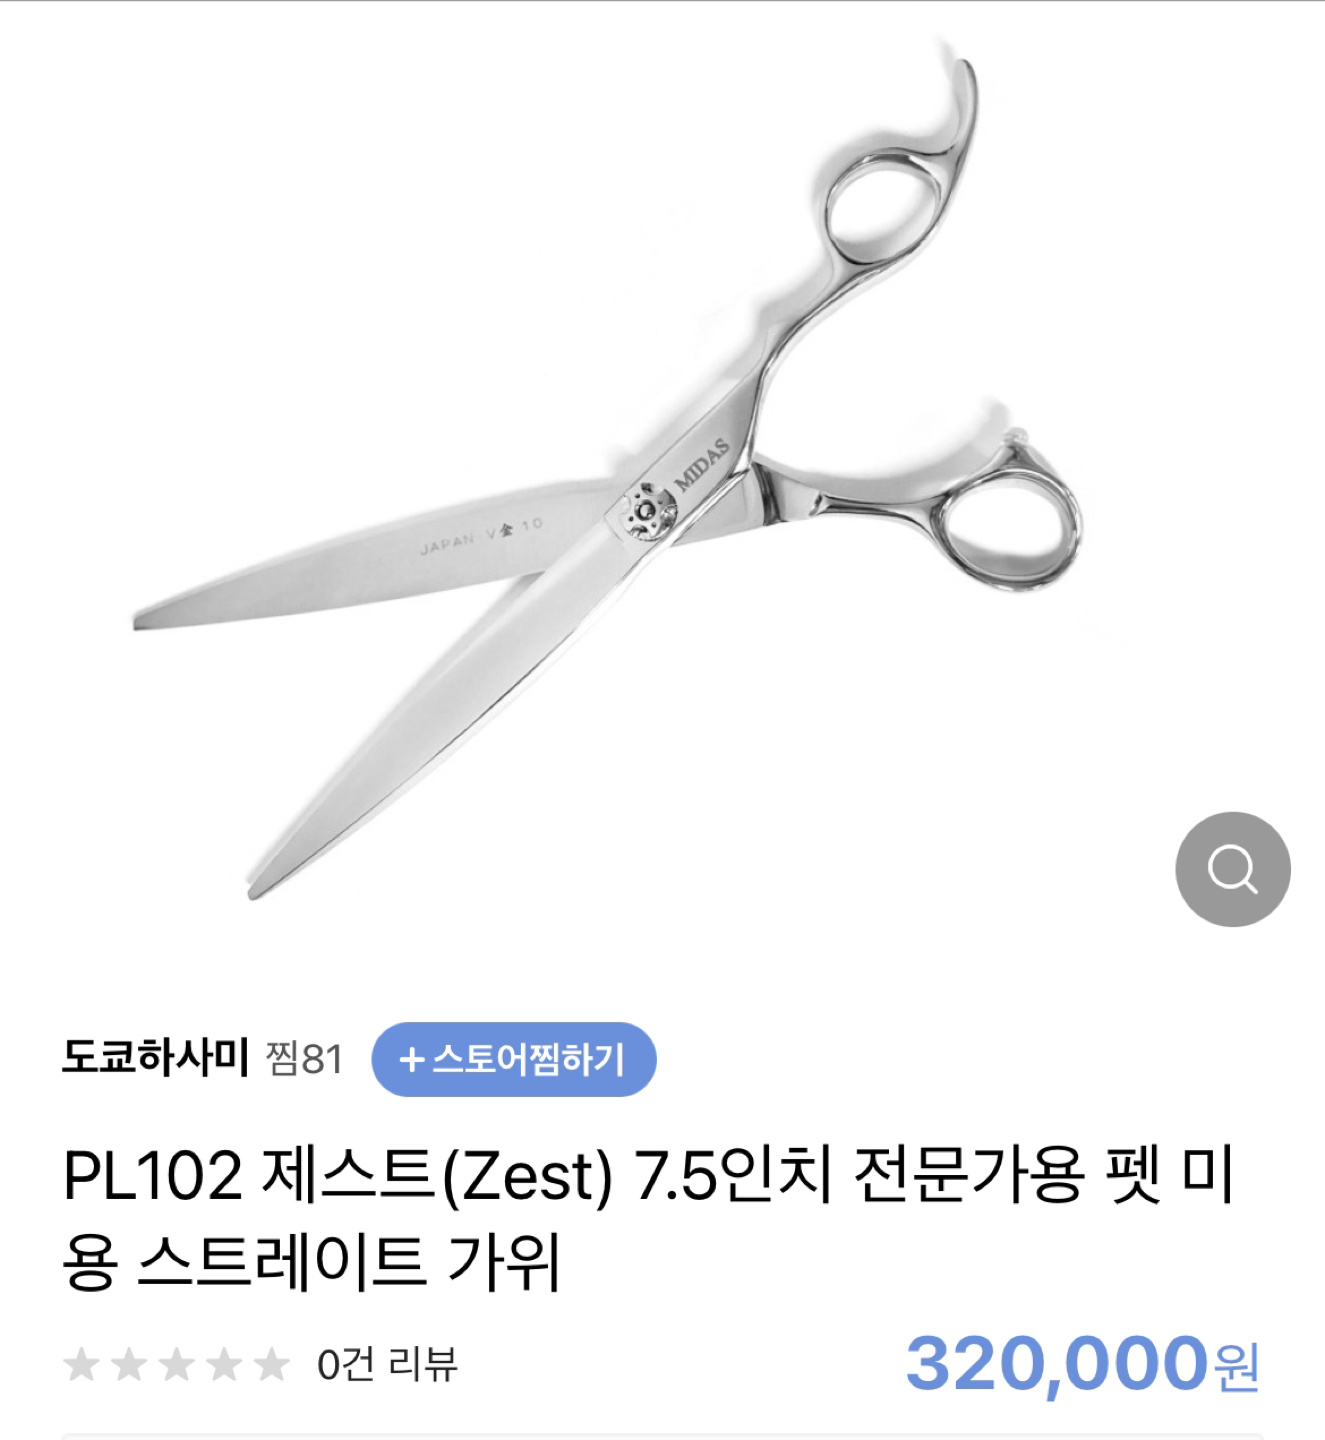 MIDAS
JAPAN V金10
도쿄하사미 찜81 + 스토어찜하기
PL102 제스트(Zest) 7.5인치 전문가용 펫 미
용 스트레이트 가위
0건 리뷰 320,000원